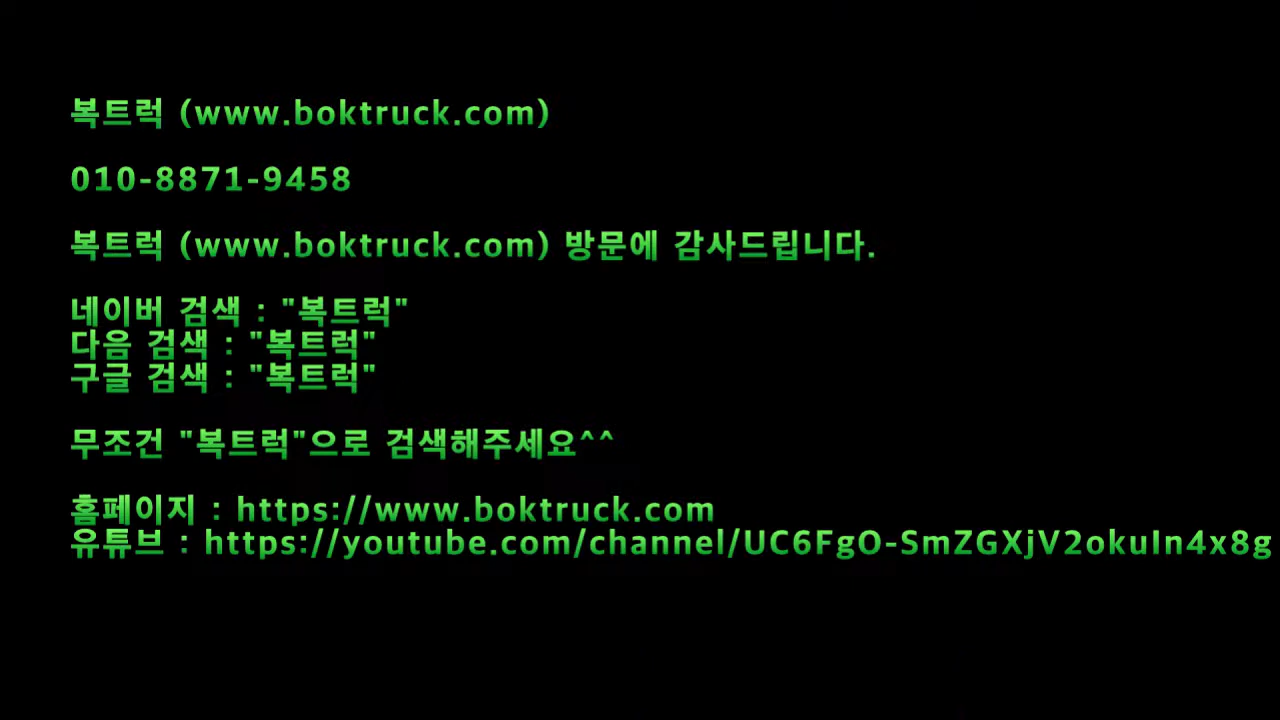 복트럭 (www.boktruck.com)
010-8871-9458
복트럭 (www.boktruck.com) 방문에 감사드립니다.
네이버 검색 : "복트럭"
다음 검색 : "복트럭"
구글 검색 : "복트럭"
무조건 "복트럭"으로 검색해주세요^^
홈페이지 : https://www.boktruck.com
유튜브 : https://youtube.com/channel/UC6FgO-SmZGXjV2okuIn4x8g